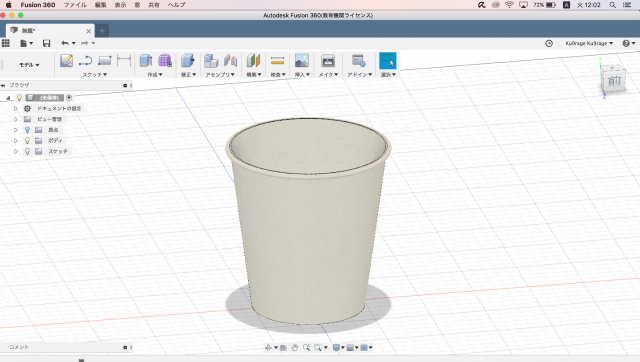 Fusion 360 ファイル 編集 表示 窓 共有 ヘルプ 72% 火 12:02
Autodesk Fusion 360(教育機関ライセンス)
無題*
Ku9rage Ku9rage
モデル
スケッチ 作成 修正 アセンブリ 構築 検査 挿入 メイク アドイン 選択
ブラウザ
(未保存)
ドキュメントの設定
ビュー管理
原点
ボディ
スケッチ
前
Z
コメント